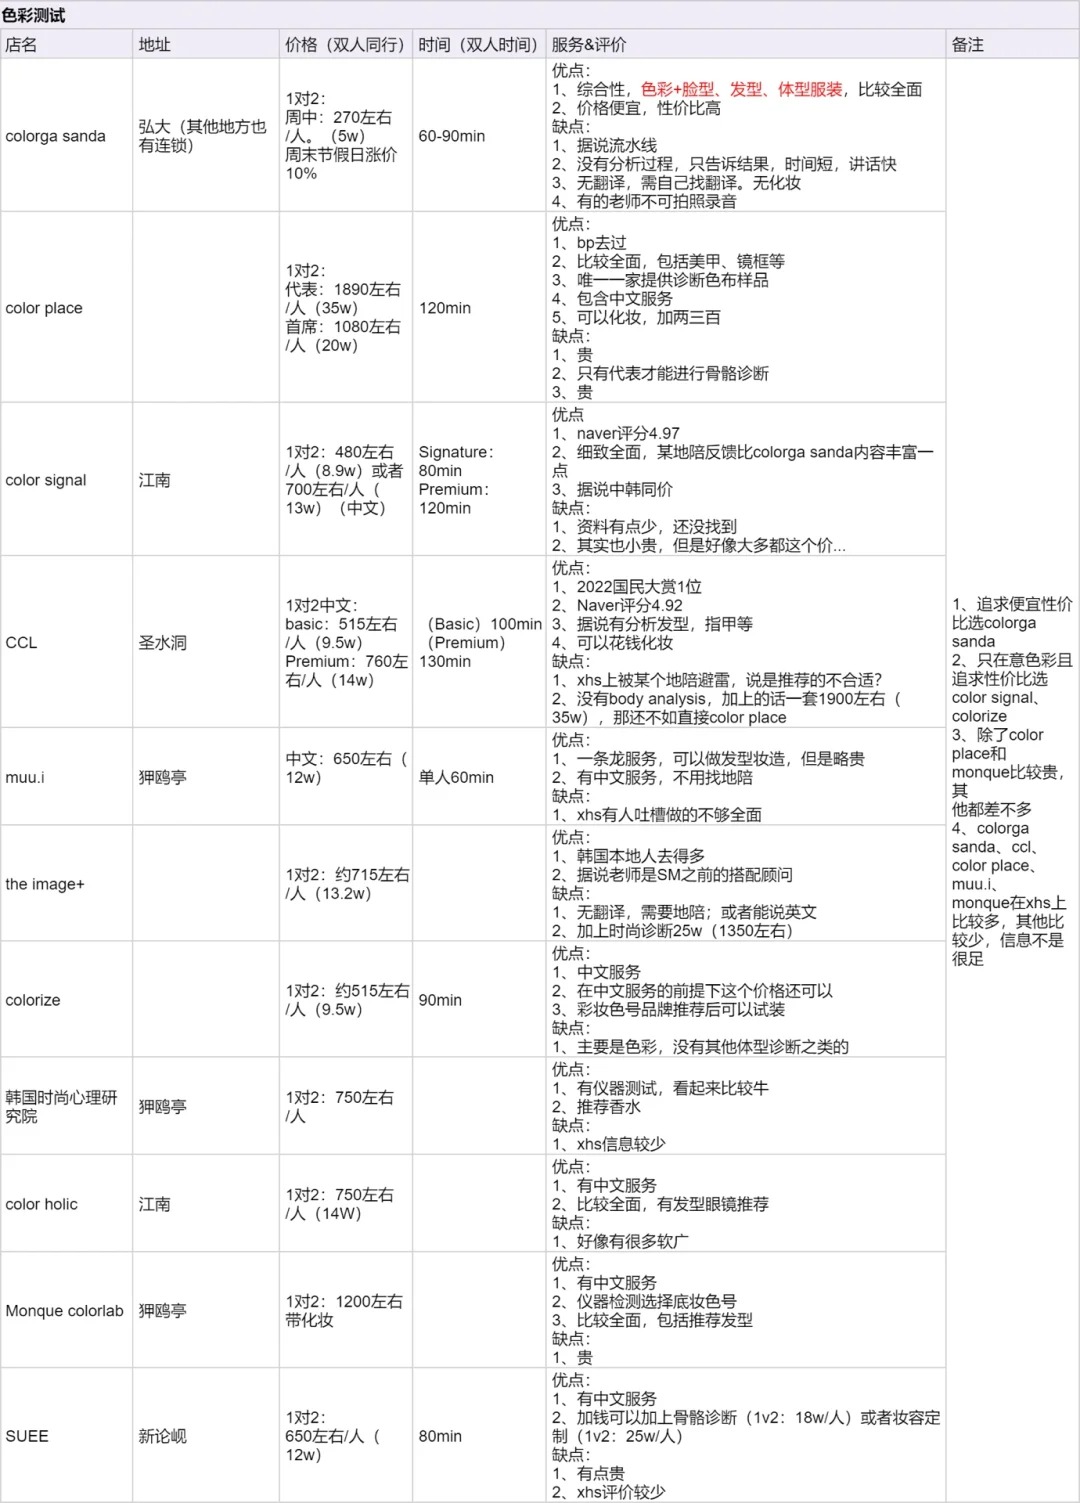 色彩测试
店名
地址
价格（双人同行）
时间（双人时间）
服务&评价
备注
colorga sanda
弘大（其他地方也
有连锁）
1对2：
周中：270左右
/人。（5w）
周末节假日涨价
10%
60-90min
优点：
1、综合性，色彩+脸型、发型、体型服装，比较全面
2、价格便宜，性价比高
缺点：
1、据说流水线
2、没有分析过程，只告诉结果，时间短，讲话快
3、无翻译，需自己找翻译。无化妆
4、有的老师不可拍照录音
color place
1对2：
代表：1890左右
/人（35w）
首席：1080左右
/人（20w）
120min
优点：
1、bp去过
2、比较全面，包括美甲、镜框等
3、唯一一家提供诊断色布样品
4、包含中文服务
5、可以化妆，加两三百
缺点：
1、贵
2、只有代表才能进行骨骼诊断
3、贵
color signal
江南
1对2：480左右
/人（8.9w）或者
700左右/人（
13w）（中文）
Signature：
80min
Premium：
120min
优点
1、naver评分4.97
2、细致全面，某地陪反馈比colorga sanda内容丰富一
点
3、据说中韩同价
缺点：
1、资料有点少，还没找到
2、其实也小贵，但是好像大多都这个价...
CCL
圣水洞
1对2中文：
basic：515左右
/人（9.5w）
Premium：760左
右/人（14w）
（Basic）100min
（Premium）
130min
优点：
1、2022国民大赏1位
2、Naver评分4.92
3、据说有分析发型，指甲等
4、可以花钱化妆
缺点：
1、xhs上被某个地陪避雷，说是推荐的不合适？
2、没有body analysis，加上的话一套1900左右（
35w），那还不如直接color place
muu.i
狎鸥亭
中文：650左右（
12w）
单人60min
优点：
1、一条龙服务，可以做发型妆造，但是略贵
2、有中文服务，不用找地陪
缺点：
1、xhs有人吐槽做的不够全面
the image+
1对2：约715左右
/人（13.2w）
优点：
1、韩国本地人去得多
2、据说老师是SM之前的搭配顾问
缺点：
1、无翻译，需要地陪；或者能说英文
2、加上时尚诊断25w（1350左右）
colorize
1对2：约515左右
/人（9.5w）
90min
优点：
1、中文服务
2、在中文服务的前提下这个价格还可以
3、彩妆色号品牌推荐后可以试装
缺点：
1、主要是色彩，没有其他体型诊断之类的
韩国时尚心理研
究院
狎鸥亭
1对2：750左右
/人
优点：
1、有仪器测试，看起来比较牛
2、推荐香水
缺点：
1、xhs信息较少
color holic
江南
1对2：750左右
/人（14W）
优点：
1、有中文服务
2、比较全面，有发型眼镜推荐
缺点：
1、好像有很多软广
Monque colorlab
狎鸥亭
1对2：1200左右
带化妆
优点：
1、有中文服务
2、仪器检测选择底妆色号
3、比较全面，包括推荐发型
缺点：
1、贵
SUEE
新论岘
1对2：
650左右/人（
12w）
80min
优点：
1、有中文服务
2、加钱可以加上骨骼诊断（1v2：18w/人）或者妆容定
制（1v2：25w/人）
缺点：
1、有点贵
2、xhs评价较少
1、追求便宜性价
比选colorga
sanda
2、只在意色彩且
追求性价比选
color signal、
colorize
3、除了color
place和
monque比较贵，
其
他都差不多
4、colorga
sanda、ccl、
color place、
muu.i、
monque在xhs上
比较多，其他比
较少，信息不是
很足